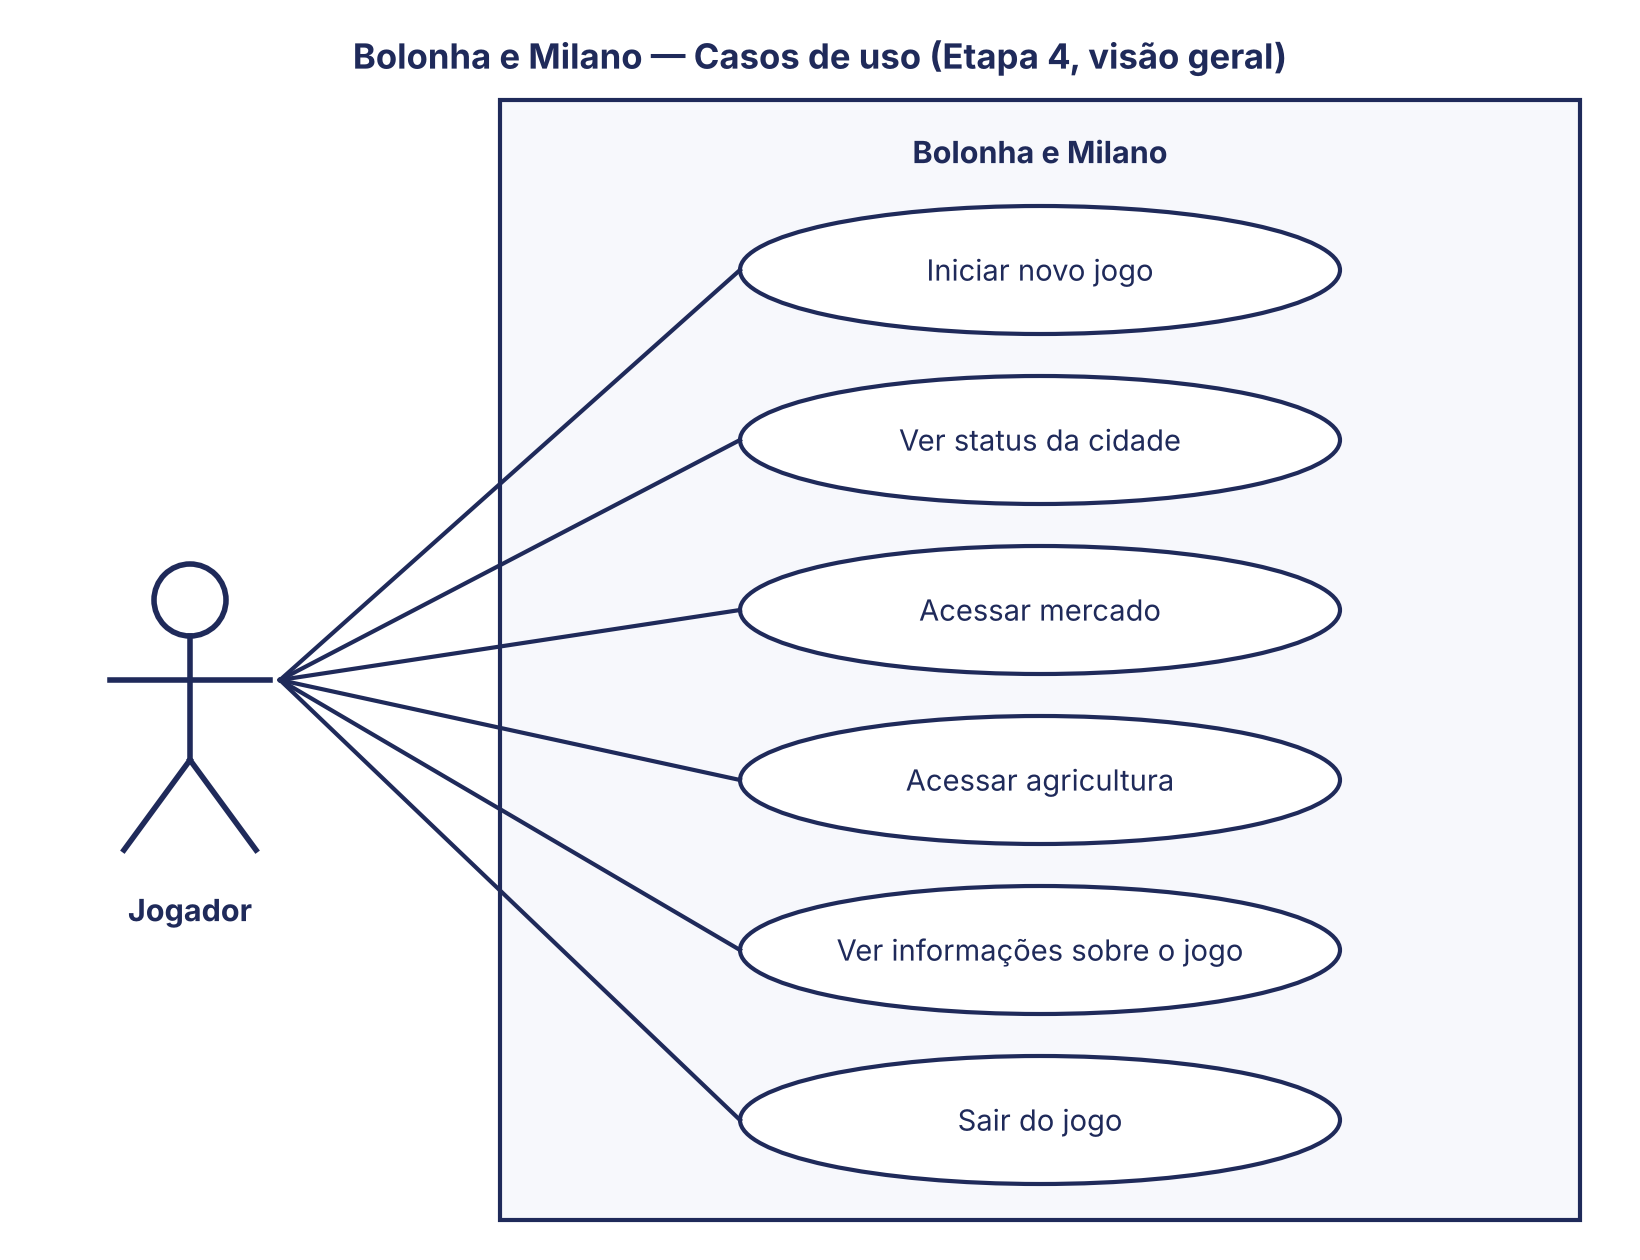 Bolonha e Milano — Casos de uso (Etapa 4, visão geral)
Bolonha e Milano
Iniciar novo jogo
Ver status da cidade
Acessar mercado
Acessar agricultura
Jogador
Ver informações sobre o jogo
Sair do jogo